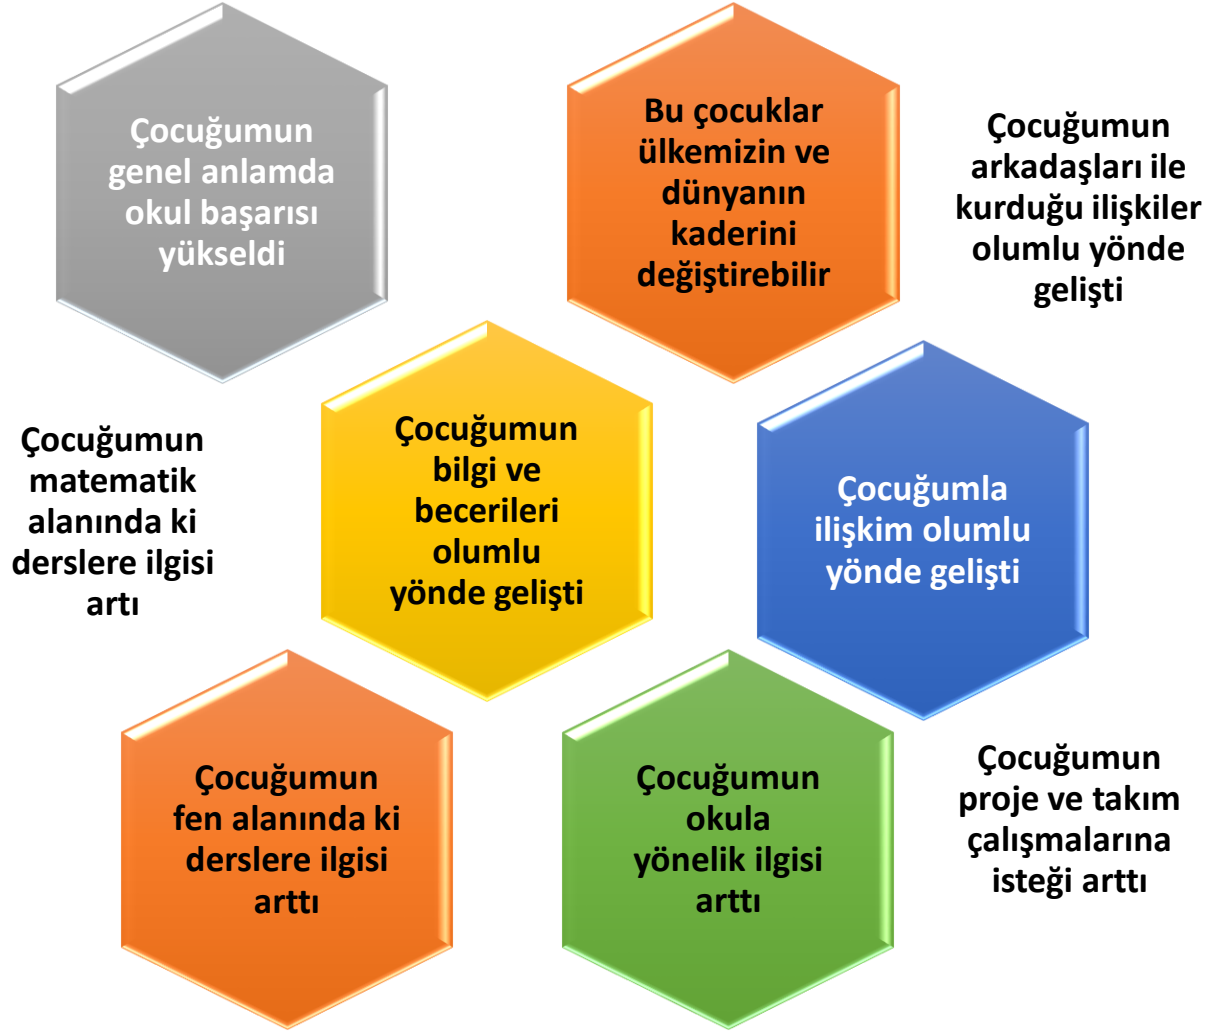 Çocuğumun
genel anlamda
okul başarısı
yükseldi
Bu çocuklar
ülkemizin ve
dünyanın
kaderini
değiştirebilir
Çocuğumun
arkadaşları ile
kurduğu ilişkiler
olumlu yönde
gelişti
Çocuğumun
matematik
alanında ki
derslere ilgisi
artı
Çocuğumun
bilgi ve
becerileri
olumlu
yönde gelişti
Çocuğumla
ilişkim olumlu
yönde gelişti
Çocuğumun
fen alanında ki
derslere ilgisi
arttı
Çocuğumun
okula
yönelik ilgisi
arttı
Çocuğumun
proje ve takım
çalışmalarına
isteği arttı